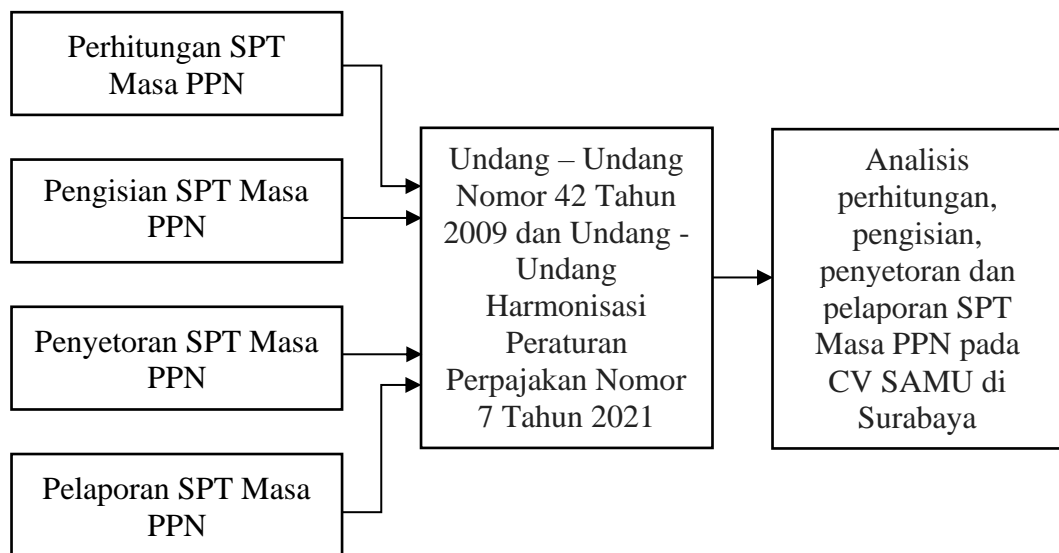 Perhitungan SPT
Masa PPN
Pengisian SPT Masa
PPN
Penyetoran SPT Masa
PPN
Pelaporan SPT Masa
PPN
Undang – Undang
Nomor 42 Tahun
2009 dan Undang -
Undang
Harmonisasi
Peraturan
Perpajakan Nomor
7 Tahun 2021
Analisis
perhitungan,
pengisian,
penyetoran dan
pelaporan SPT
Masa PPN pada
CV SAMU di
Surabaya